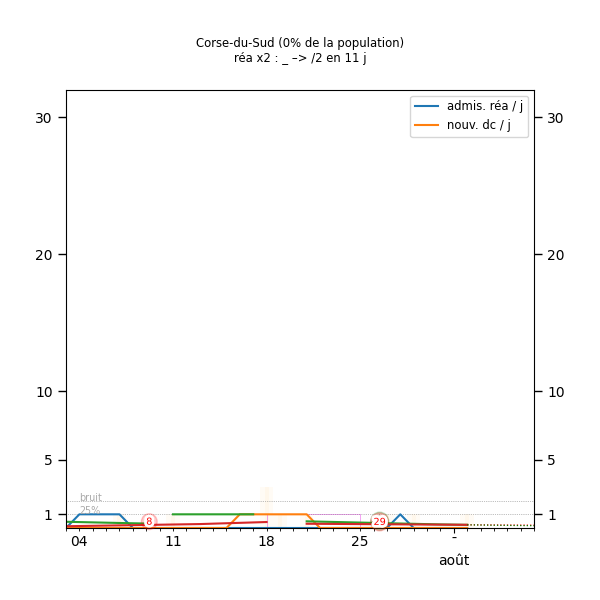 Corse-du-Sud (0% de la population)
réa x2 : _ –> /2 en 11 j
admis. réa / j
nouv. dc / j
30 30
20 20
10 10
5 5
bruit
25%
1 8 29 1
04 11 18 25 -
août